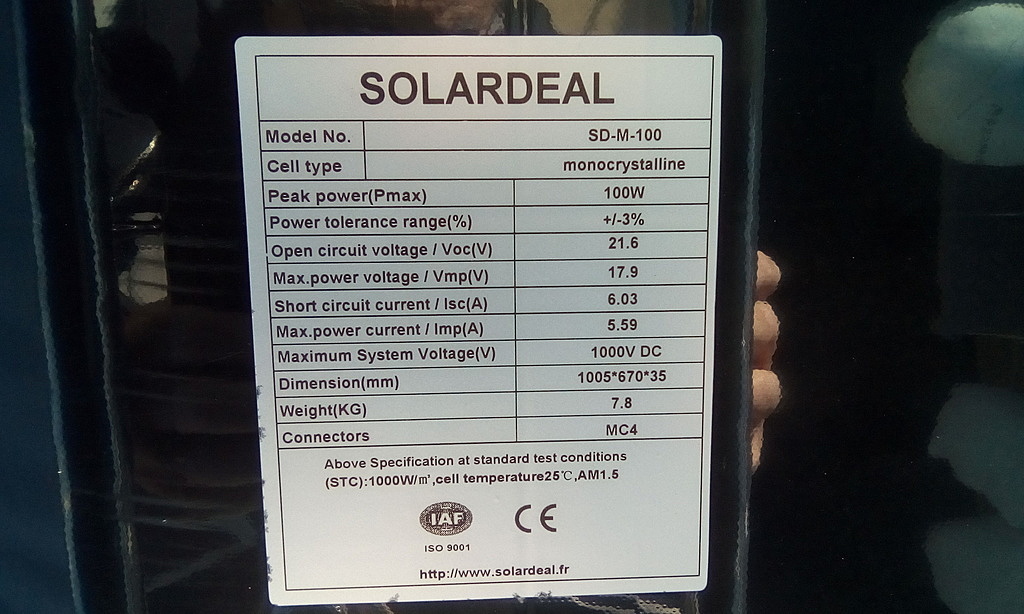 SOLARDEAL
Model No. SD-M-100
Cell type monocrystalline
Peak power(Pmax) 100W
Power tolerance range(%) +/-3%
Open circuit voltage / Voc(V) 21.6
Max.power voltage / Vmp(V) 17.9
Short circuit current / Isc(A) 6.03
Max.power current / Imp(A) 5.59
Maximum System Voltage(V) 1000V DC
Dimension(mm) 1005*670*35
Weight(KG) 7.8
Connectors MC4
Above Specification at standard test conditions
(STC):1000W/㎡,cell temperature25℃,AM1.5
IAF CE
ISO 9001
http://www.solardeal.fr